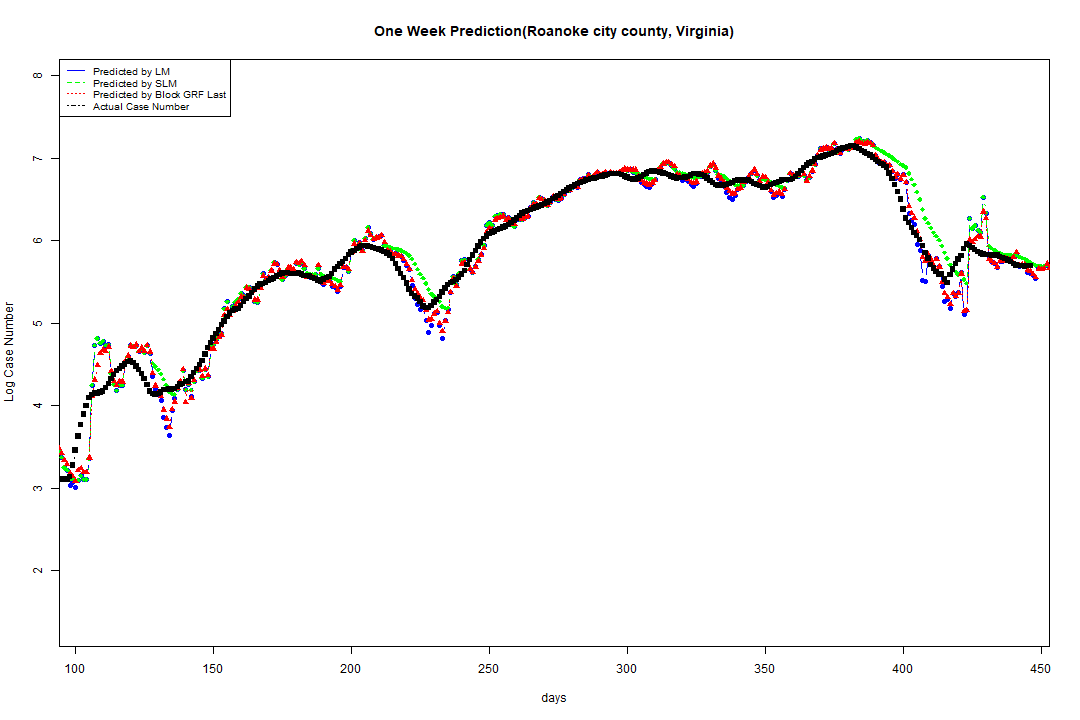 One Week Prediction(Roanoke city county, Virginia)
Predicted by LM
Predicted by SLM
Predicted by Block GRF Last
Actual Case Number
8
7
6
5
4
3
2
Log Case Number
100 150 200 250 300 350 400 450
days